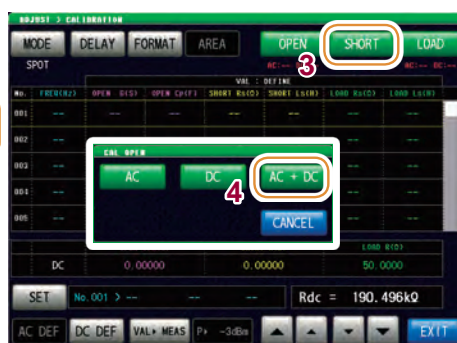 ADJUST > CALIBRATION
MODE DELAY FORMAT AREA OPEN SHORT LOAD
SPOT 3
VAL : DEFINE
No. FREQ(HZ) OPEN G(S) OPEN Cp(F) SHORT Rs(Ω) SHORT Ls(H) LOAD Rs(Ω) LOAD Ls(H)
001 -- -- -- -- -- -- --
002 -- -- --
CAL OPEN
003 -- AC DC AC + DC -- --
4
004 -- -- --
005 -- CANCEL -- --
LOAD R(Ω)
DC 0.00000 0.00000 50.0000
SET No.001 > -- -- -- Rdc = 190.496kΩ
AC DEF DC DEF VAL▸ MEAS P▸ -3dBm ▲ ▲ ▼ ▼ EXIT